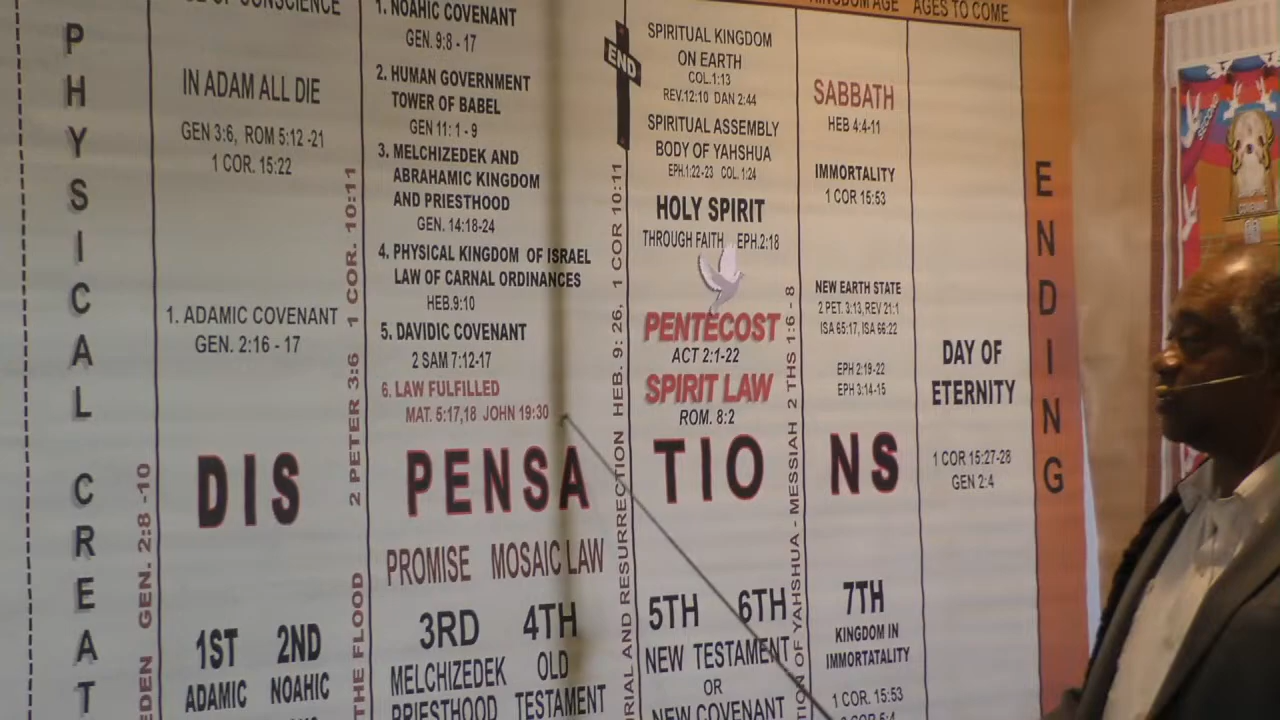 OF CONSCIENCE
KINGDOM AGE AGES TO COME
PHYSICAL CREAT
IN ADAM ALL DIE
GEN 3:6, ROM 5:12 -21
1 COR. 15:22
1. ADAMIC COVENANT
GEN. 2:16 - 17
EDEN GEN. 2:8 -10
1ST 2ND
ADAMIC NOAHIC
THE FLOOD 2 PETER 3:6 1 COR. 10:11
1. NOAHIC COVENANT
GEN. 9:8 - 17
2. HUMAN GOVERNMENT
TOWER OF BABEL
GEN 11: 1 - 9
3. MELCHIZEDEK AND
ABRAHAMIC KINGDOM
AND PRIESTHOOD
GEN. 14:18-24
4. PHYSICAL KINGDOM OF ISRAEL
LAW OF CARNAL ORDINANCES
HEB.9:10
5. DAVIDIC COVENANT
2 SAM 7:12-17
6. LAW FULFILLED
MAT. 5:17,18 JOHN 19:30
DISPENSATIONS
PROMISE MOSAIC LAW
3RD 4TH
MELCHIZEDEK OLD
PRIESTHOOD TESTAMENT
END
AND RESURRECTION HEB. 9: 26, 1 COR 10:11
SPIRITUAL KINGDOM
ON EARTH
COL.1:13
REV.12:10 DAN 2:44
SPIRITUAL ASSEMBLY
BODY OF YAHSHUA
EPH.1:22-23 COL. 1:24
HOLY SPIRIT
THROUGH FAITH EPH.2:18
PENTECOST
ACT 2:1-22
SPIRIT LAW
ROM. 8:2
5TH 6TH
NEW TESTAMENT
OR
NEW COVENANT
OF YAHSHUA - MESSIAH 2 THS 1:6 - 8
SABBATH
HEB 4:4-11
IMMORTALITY
1 COR 15:53
NEW EARTH STATE
2 PET. 3:13,REV 21:1
ISA 65:17, ISA 66:22
EPH 2:19-22
EPH 3:14-15
7TH
KINGDOM IN
IMMORTATALITY
1 COR. 15:53
DAY OF
ETERNITY
1 COR 15:27-28
GEN 2:4
ENDING